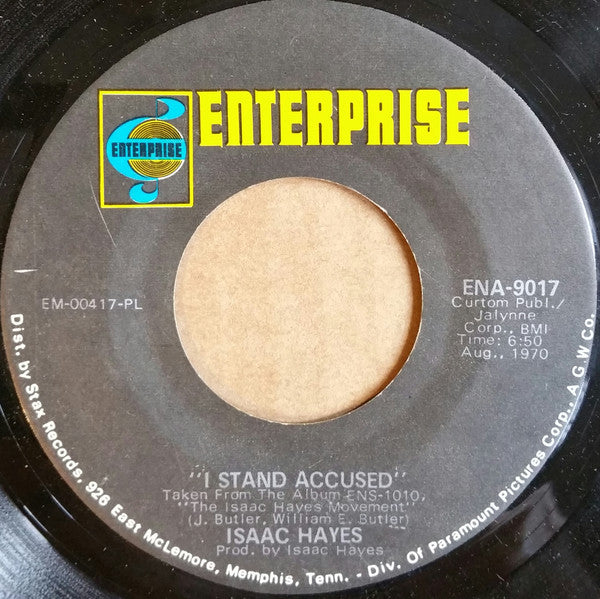 ENTERPRISE
ENTERPRISE
EM-00417-PL
ENA-9017
Curtom Publ./
Jalynne
Corp., BMI
Time: 6:50
Aug., 1970
"I STAND ACCUSED"
Taken From The Album ENS-1010,
"The Isaac Hayes Movement"
(J. Butler, William E. Butler)
ISAAC HAYES
Prod. by Isaac Hayes
Dist. by Stax Records, 926 East McLemore, Memphis, Tenn. - Div. Of Paramount Pictures Corp., A G.W Co.